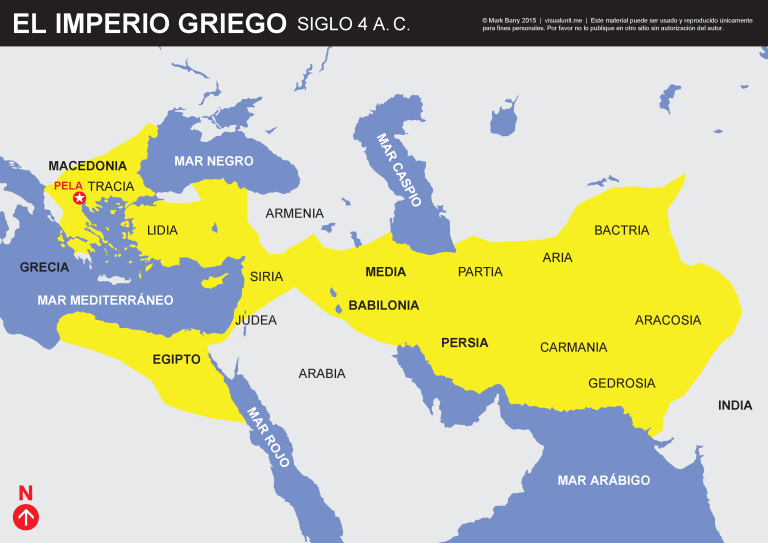 EL IMPERIO GRIEGO SIGLO 4 A. C.
© Mark Barry 2015 | visualunit.me | Este material puede ser usado y reproducido únicamente
para fines personales. Por favor no lo publique en otro sitio sin autorización del autor.
MAR NEGRO
MAR CASPIO
MACEDONIA
PELA
TRACIA
ARMENIA
LIDIA
BACTRIA
ARIA
GRECIA
SIRIA
MEDIA
PARTIA
MAR MEDITERRÁNEO
BABILONIA
JUDEA
ARACOSIA
PERSIA
CARMANIA
EGIPTO
ARABIA
GEDROSIA
INDIA
MAR ROJO
MAR ARÁBIGO
N